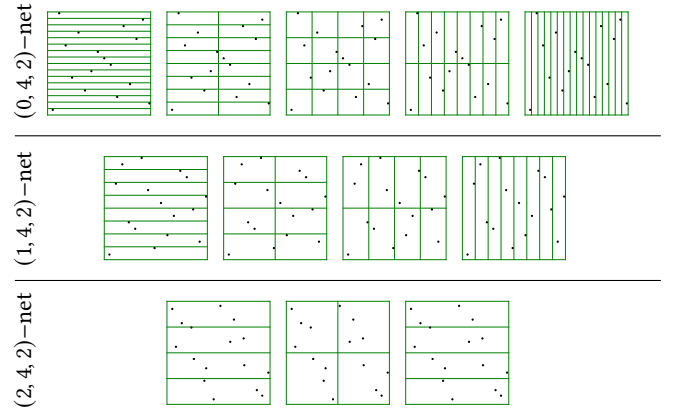 (0, 4, 2)−net
(1, 4, 2)−net
(2, 4, 2)−net